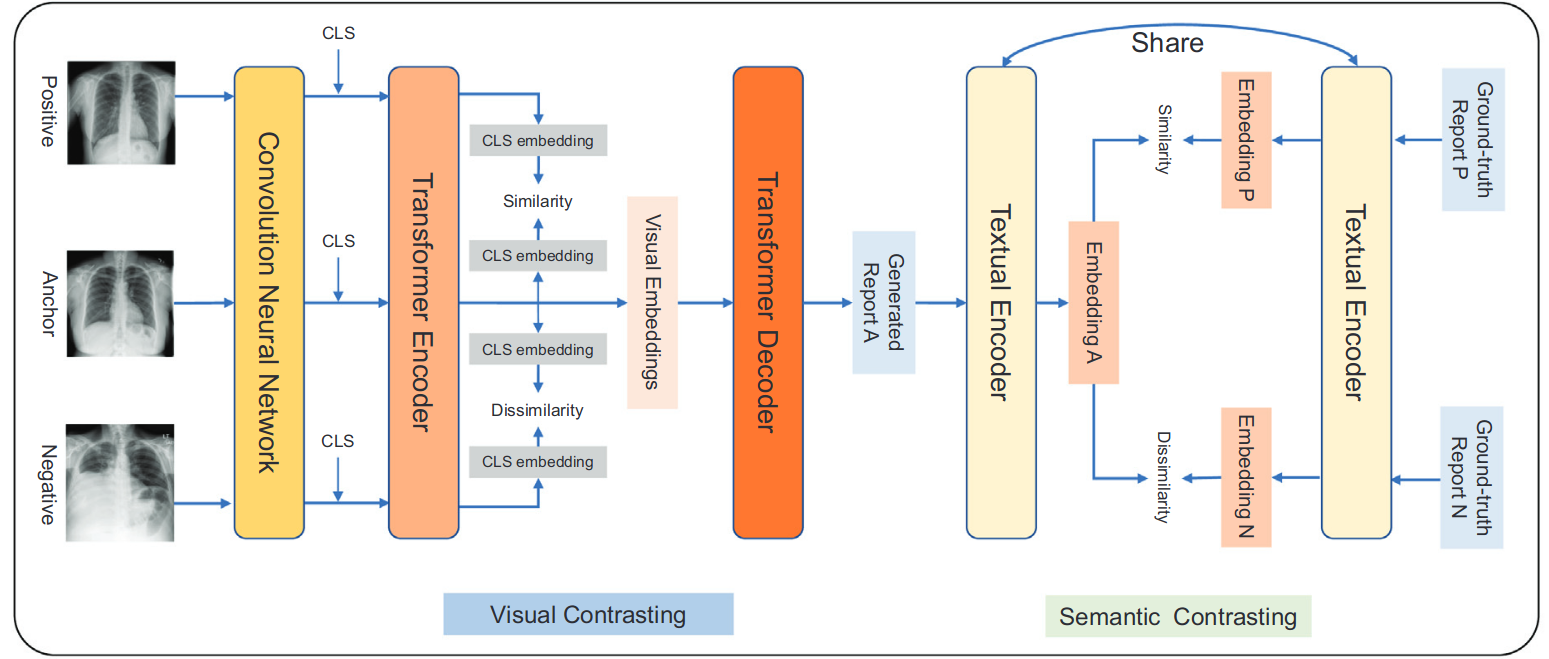 CLS
Share
Positive
CLS embedding
Similarity
Embedding P
Ground-truth
Report P
Convolution Neural Network
Transformer Encoder
Transformer Decoder
Textual Encoder
Textual Encoder
Similarity
CLS
CLS embedding
Visual Embeddings
Anchor
Generated
Report A
Embedding A
CLS embedding
Dissimilarity
CLS
CLS embedding
Negative
Dissimilarity
Embedding N
Ground-truth
Report N
Visual Contrasting
Semantic Contrasting